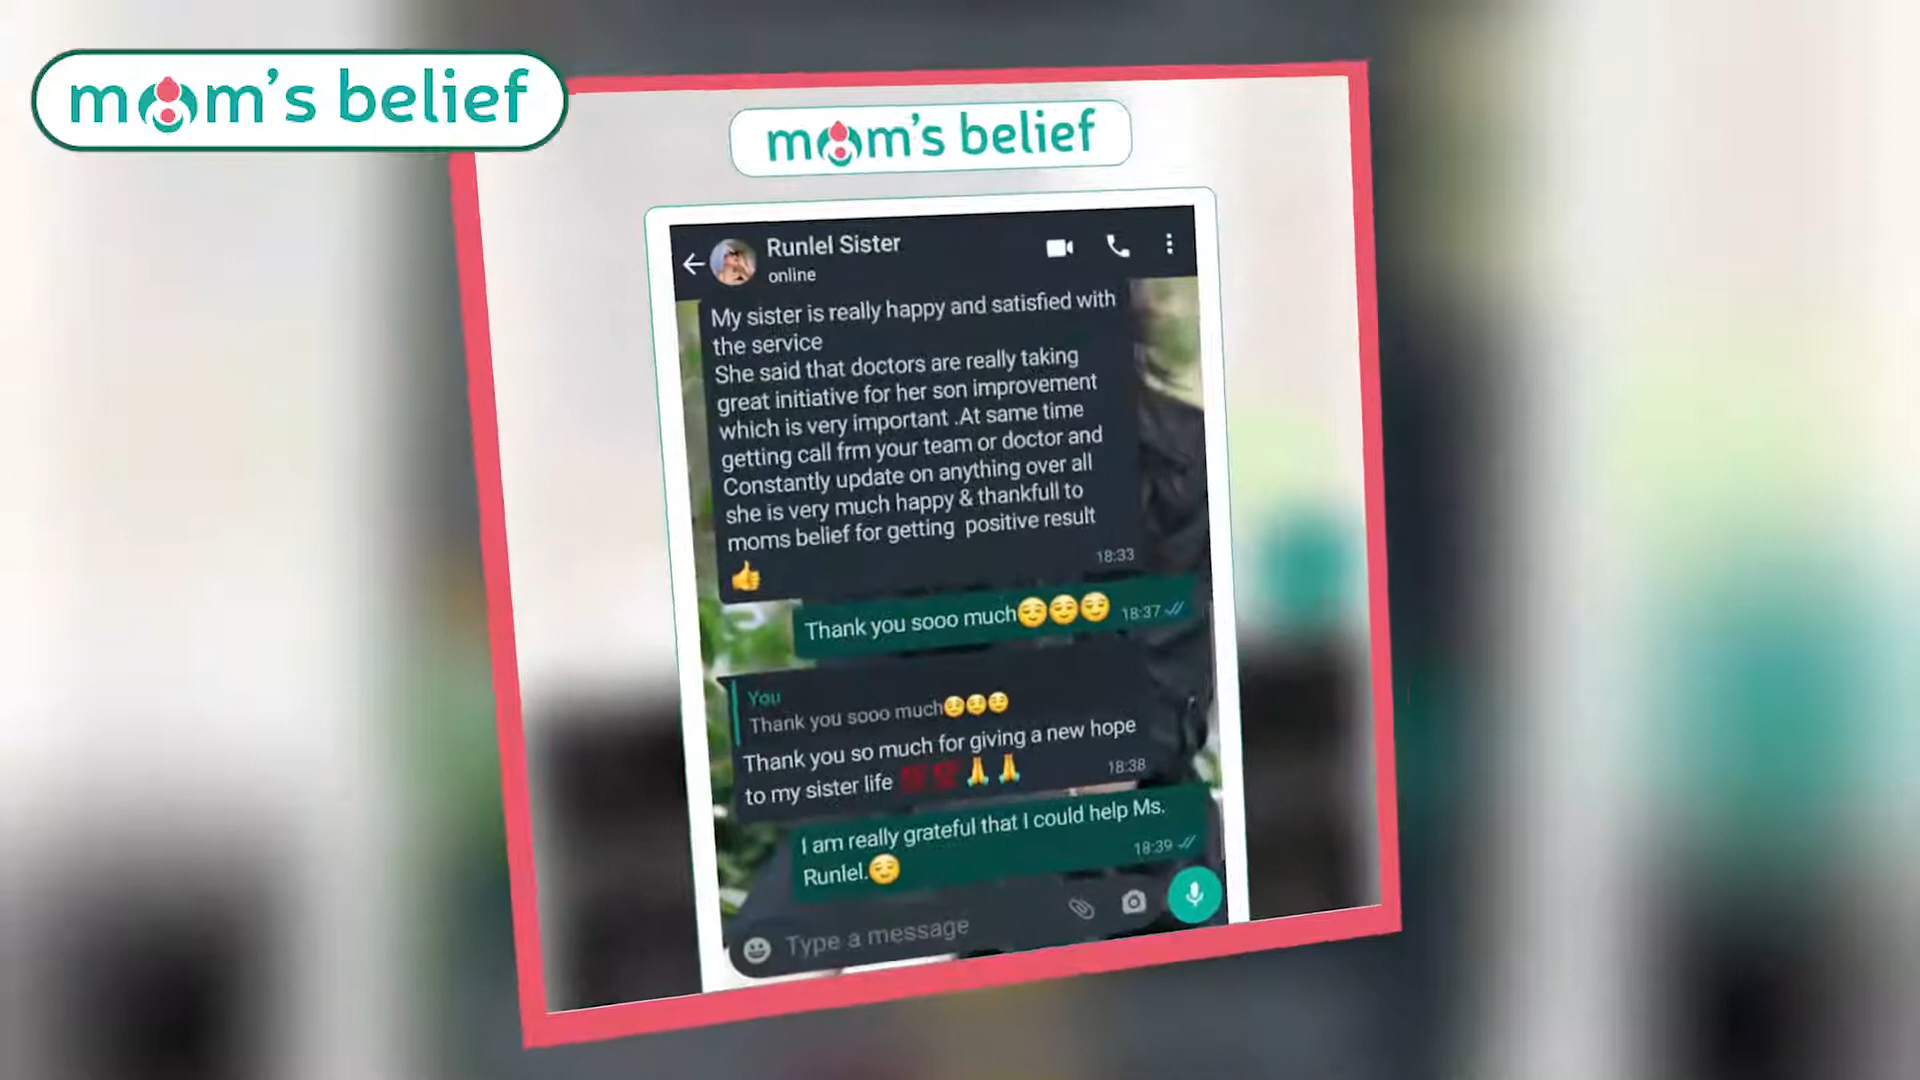 mom's belief
mom's belief
Runlel Sister
online
My sister is really happy and satisfied with
the service
She said that doctors are really taking
great initiative for her son improvement
which is very important .At same time
getting call frm your team or doctor and
Constantly update on anything over all
she is very much happy & thankfull to
moms belief for getting positive result
👍
18:33
Thank you sooo much😌😌😌 18:37
You
Thank you sooo much😌😌😌
Thank you so much for giving a new hope
to my sister life 💯💯🙏🙏 18:38
I am really grateful that I could help Ms.
Runlel.😌 18:39
Type a message